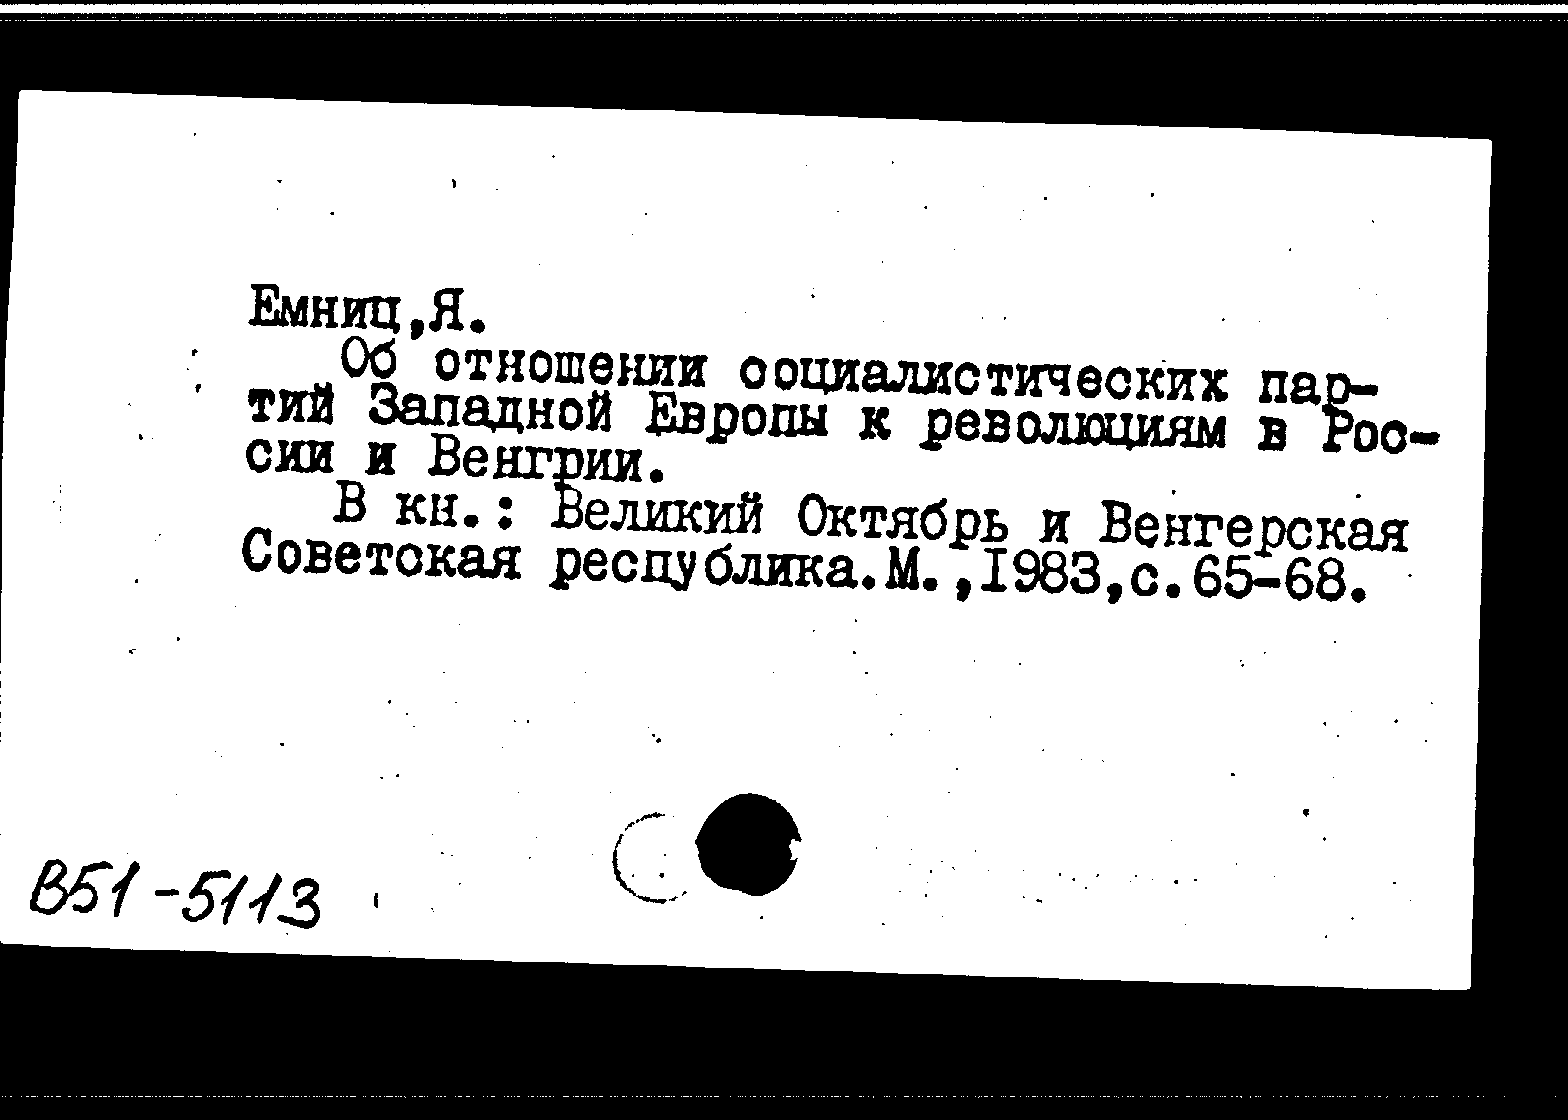 Емниц,Я.
Об отношении социалистических пар-
тий Западной Европы к революциям в Рос-
сии и Венгрии.
В кн.: Великий Октябрь и Венгерская
Советская республика.М.,I983,с.65-68.
В51-5113